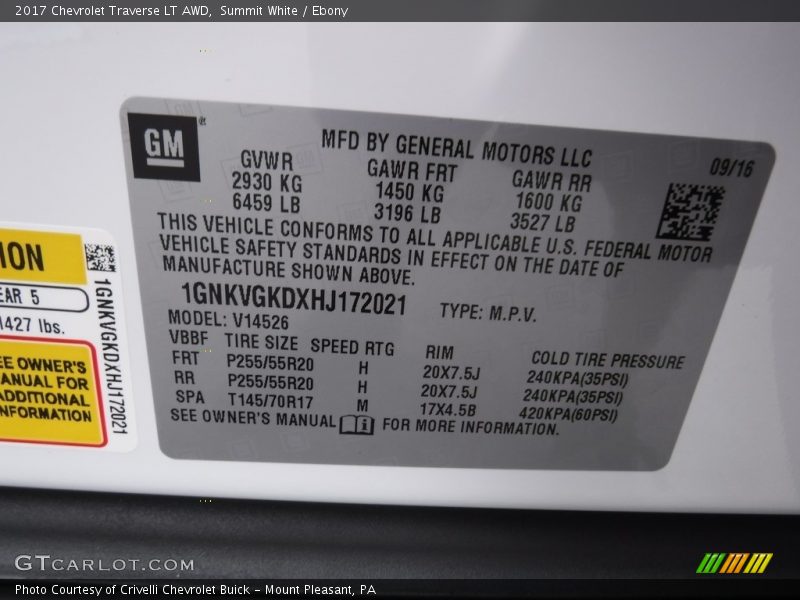 2017 Chevrolet Traverse LT AWD, Summit White / Ebony
GM
MFD BY GENERAL MOTORS LLC
09/16
GVWR GAWR FRT GAWR RR
2930 KG 1450 KG 1600 KG
6459 LB 3196 LB 3527 LB
THIS VEHICLE CONFORMS TO ALL APPLICABLE U.S. FEDERAL MOTOR
VEHICLE SAFETY STANDARDS IN EFFECT ON THE DATE OF
MANUFACTURE SHOWN ABOVE.
1GNKVGKDXHJ172021 TYPE: M.P.V.
MODEL: V14526
VBBF TIRE SIZE SPEED RTG RIM COLD TIRE PRESSURE
FRT P255/55R20 H 20X7.5J 240KPA(35PSI)
RR P255/55R20 H 20X7.5J 240KPA(35PSI)
SPA T145/70R17 M 17X4.5B 420KPA(60PSI)
SEE OWNER'S MANUAL i FOR MORE INFORMATION.
ION
EAR 5
1427 lbs.
EE OWNER'S
ANUAL FOR
ADDITIONAL
NFORMATION
1GNKVGKDXHJ172021
GTCARLOT.COM
Photo Courtesy of Crivelli Chevrolet Buick - Mount Pleasant, PA